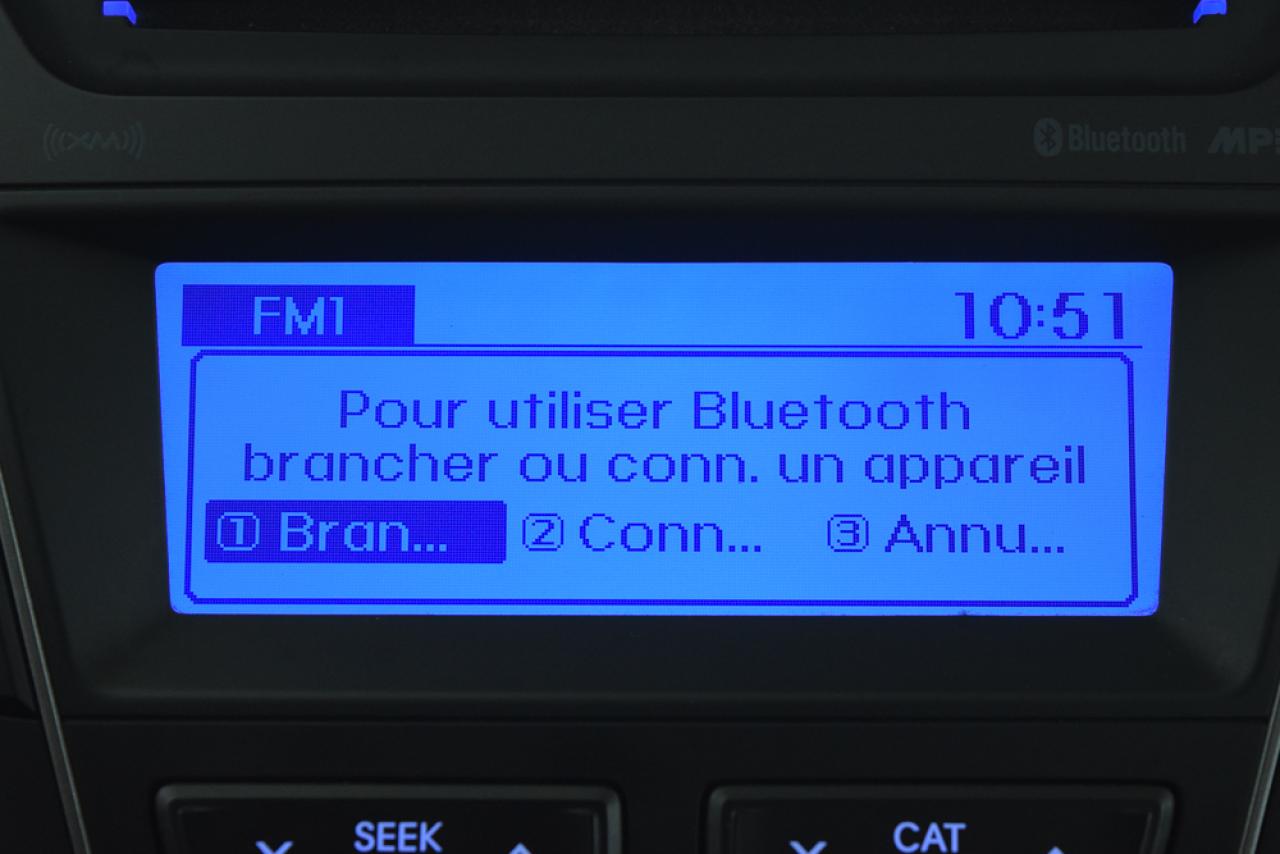 XM
Bluetooth MP
FM1 10:51
Pour utiliser Bluetooth
brancher ou conn. un appareil
1 Bran... 2 Conn... 3 Annu...
SEEK CAT